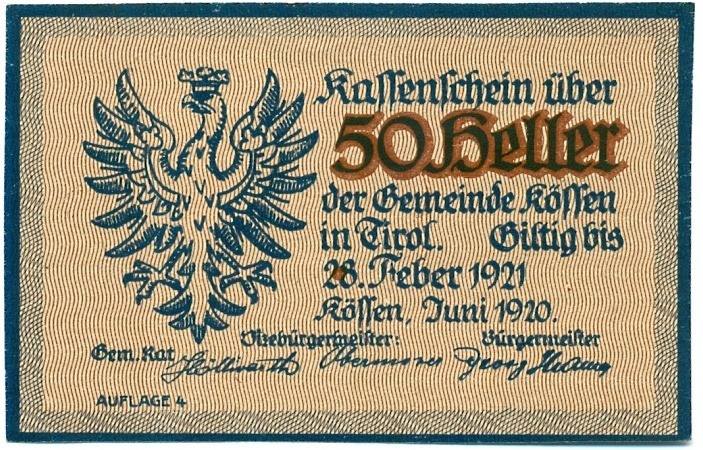 Kassenschein über
50 Heller
der Gemeinde Kössen
in Tirol. Giltig bis
28. Feber 1921
Kössen, Juni 1920.
Vizebürgermeister: Bürgermeister
Gem. Rat
AUFLAGE 4